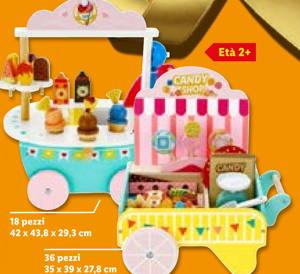 Età 2+
CANDY
SHOP
CANDY
18 pezzi
42 x 43,8 x 29,3 cm
36 pezzi
35 x 39 x 27,8 cm